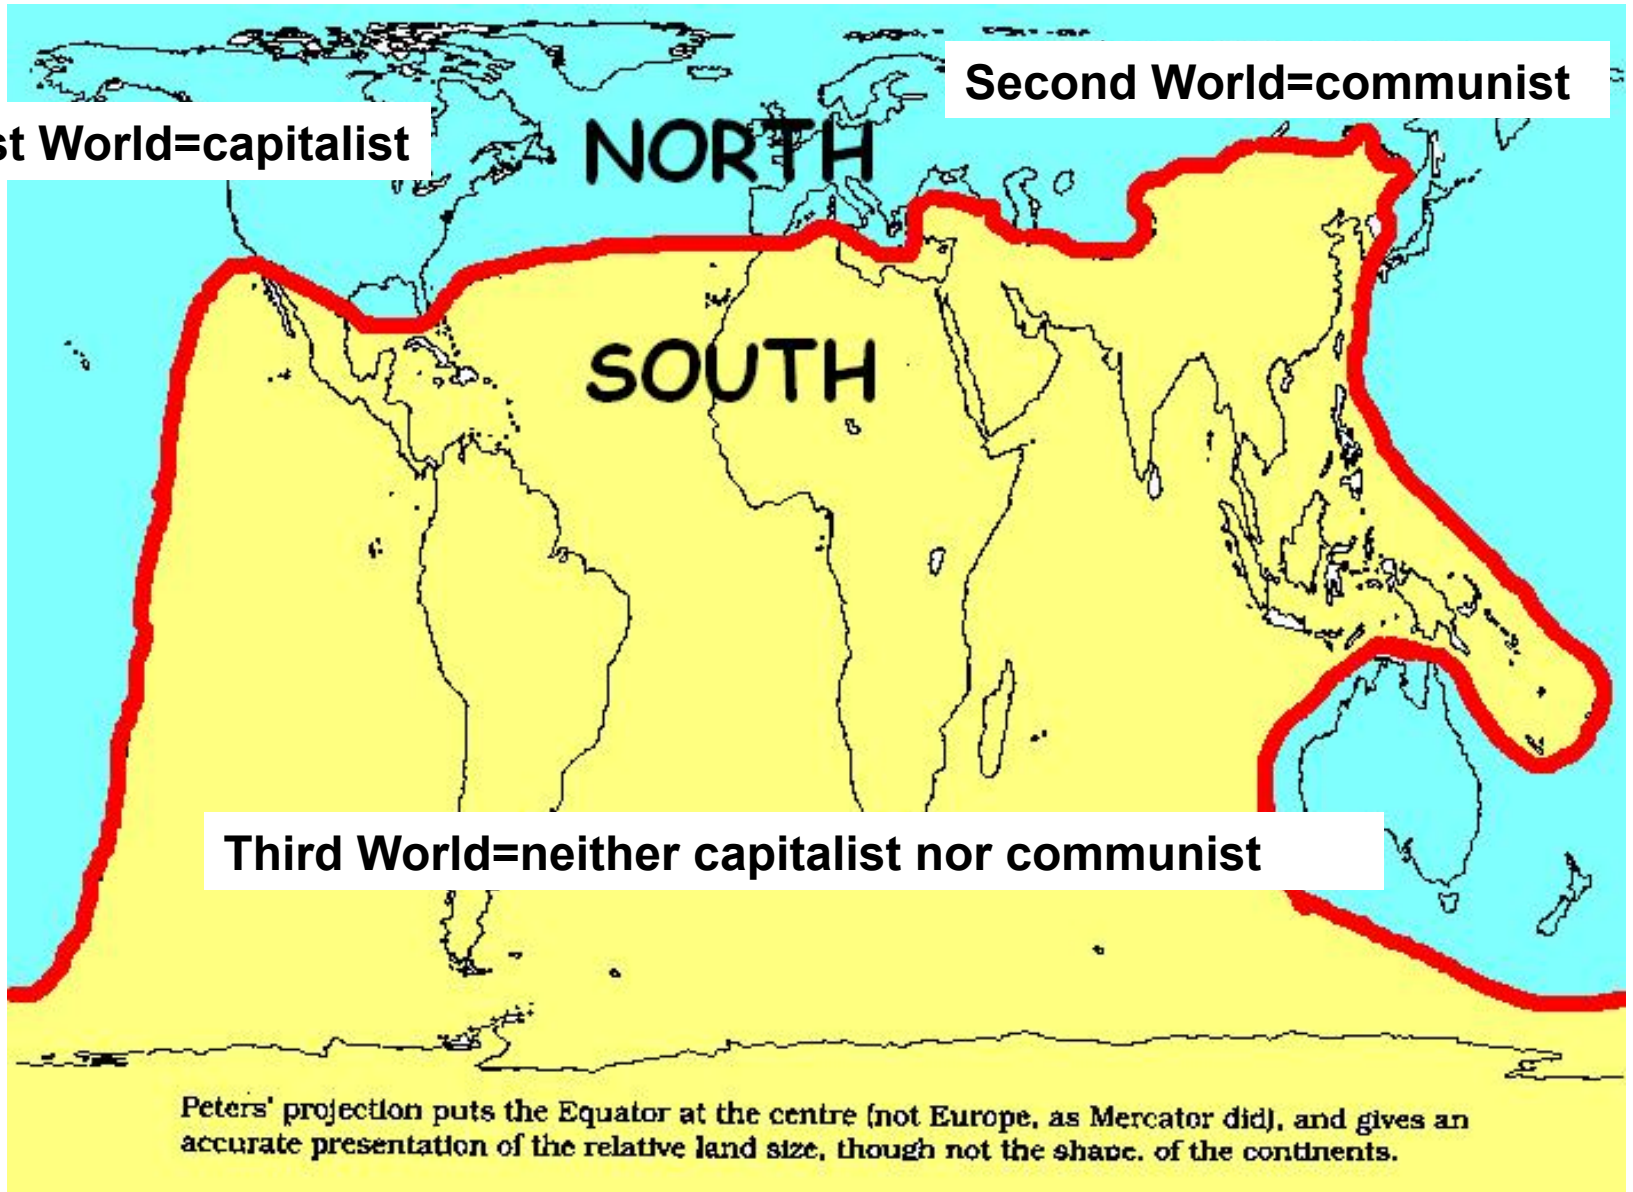 Second World=communist
st World=capitalist
NORTH
SOUTH
Third World=neither capitalist nor communist
Peters' projection puts the Equator at the centre (not Europe, as Mercator did), and gives an
accurate presentation of the relative land size, though not the shape. of the continents.